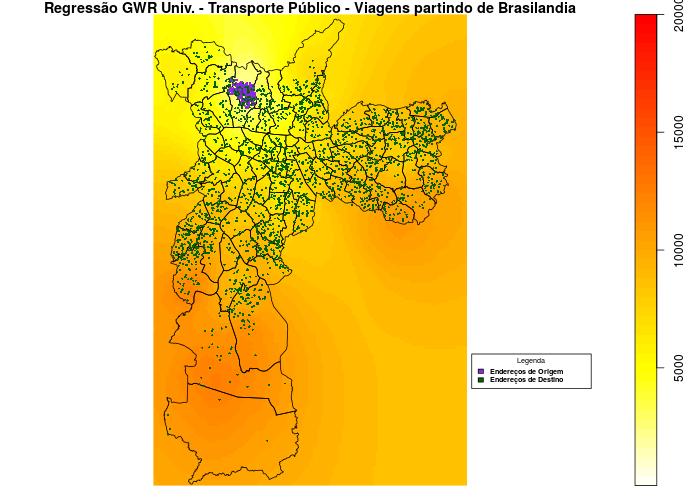 Regressão GWR Univ. - Transporte Público - Viagens partindo de Brasilandia
20000
15000
10000
5000
Legenda
Endereços de Origem
Endereços de Destino